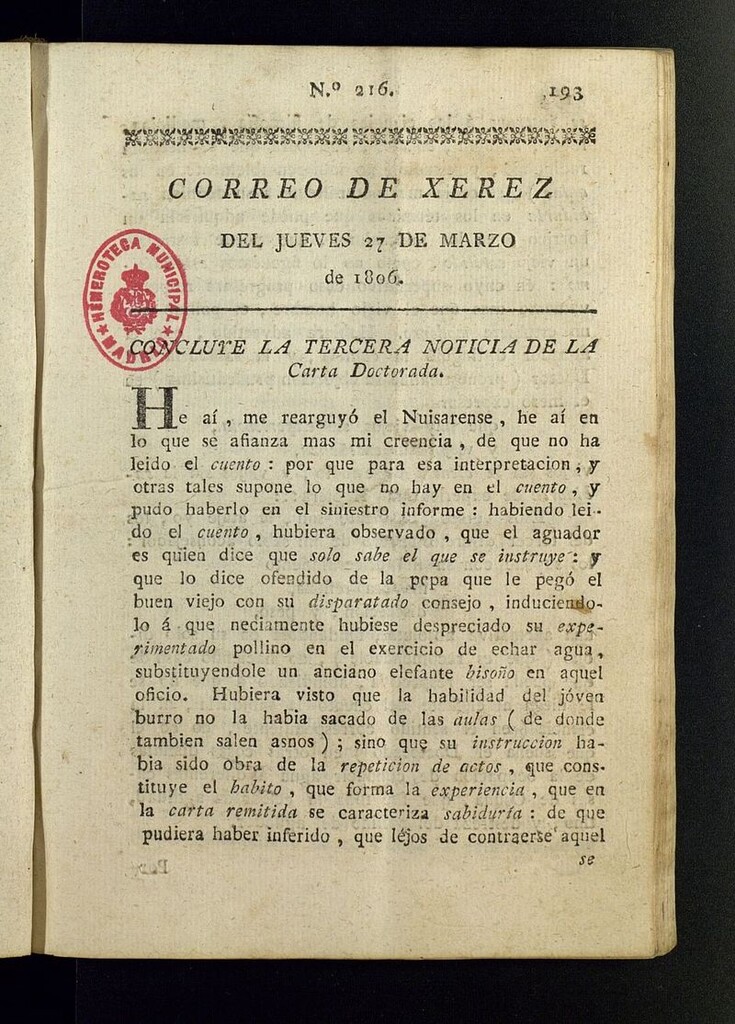 N.º 216.
193
CORREO DE XEREZ
DEL JUEVES 27 DE MARZO
de 1806.
HEMEROTECA MUNICIPAL
MADRID
CONCLUYE LA TERCERA NOTICIA DE LA
Carta Doctorada.
He aí, me rearguyó el Nuisarense, he aí en
lo que se afianza mas mi creencia, de que no ha
leido el cuento: por que para esa interpretacion, y
otras tales supone lo que no hay en el cuento, y
pudo haberlo en el siniestro informe: habiendo lei-
do el cuento, hubiera observado, que el aguador
es quien dice que solo sabe el que se instruye: y
que lo dice ofendido de la pepa que le pegó el
buen viejo con su disparatado consejo, induciendo-
lo á que neciamente hubiese despreciado su expe-
rimentado pollino en el exercicio de echar agua,
substituyendole un anciano elefante bisoño en aquel
oficio. Hubiera visto que la habilidad del jóven
burro no la habia sacado de las aulas (de donde
tambien salen asnos); sino que su instruccion ha-
bia sido obra de la repeticion de actos, que cons-
tituye el habito, que forma la experiencia, que en
la carta remitida se caracteriza sabiduría: de que
pudiera haber inferido, que léjos de contraerse aquel
se